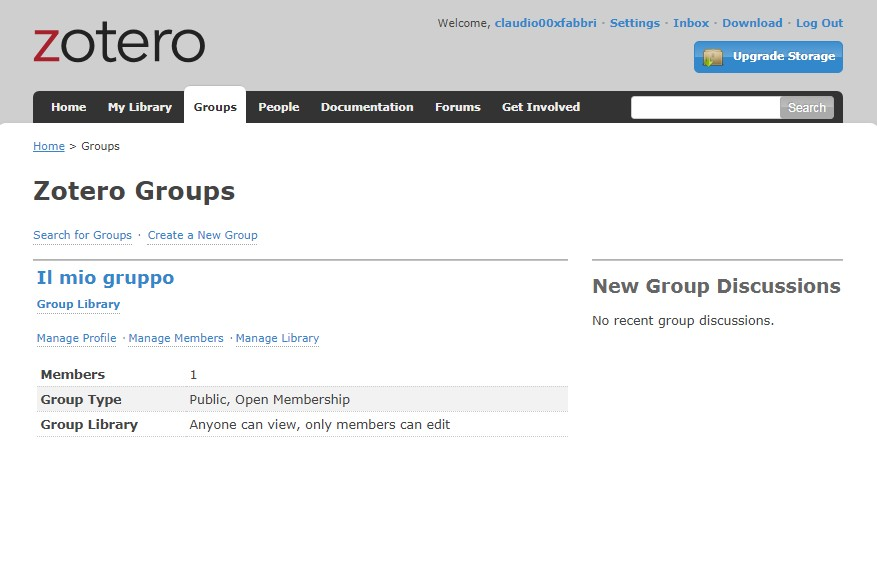 zotero
Welcome, claudio00xfabbri · Settings · Inbox · Download · Log Out
Upgrade Storage
Home My Library Groups People Documentation Forums Get Involved Search
Home > Groups
Zotero Groups
Search for Groups · Create a New Group
Il mio gruppo
Group Library
Manage Profile · Manage Members · Manage Library
Members 1
Group Type Public, Open Membership
Group Library Anyone can view, only members can edit
New Group Discussions
No recent group discussions.